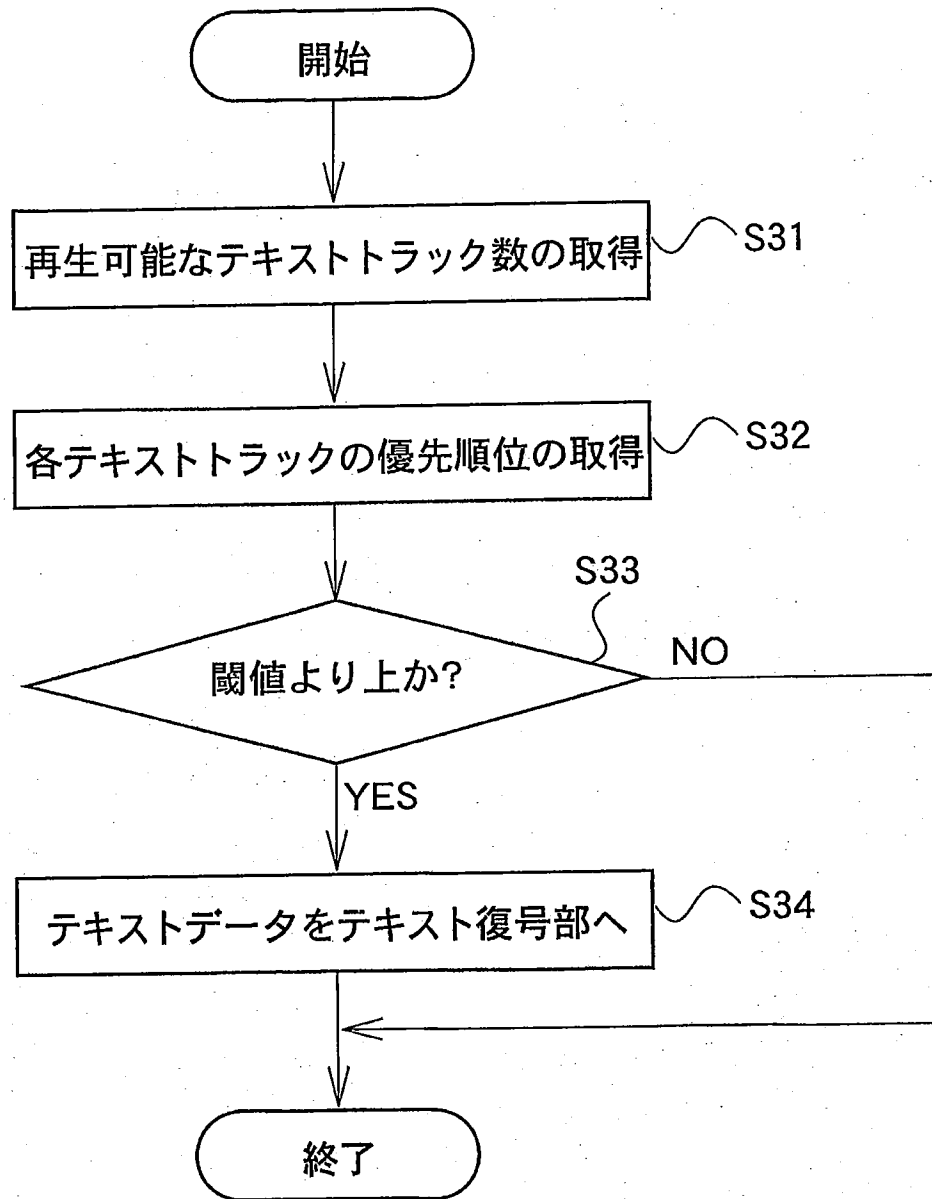 開始
再生可能なテキストトラック数の取得
S31
各テキストトラックの優先順位の取得
S32
S33
閾値より上か?
NO
YES
テキストデータをテキスト復号部へ
S34
終了